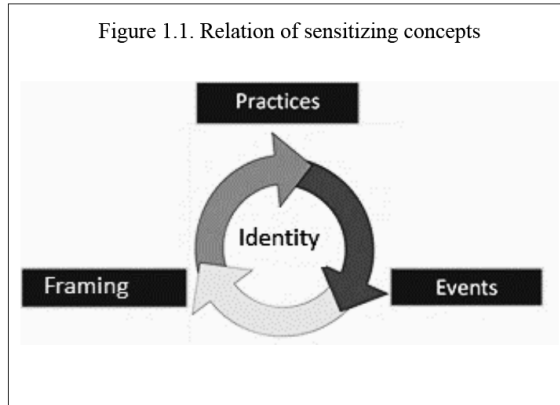 Figure 1.1. Relation of sensitizing concepts
Practices
Identity
Framing
Events